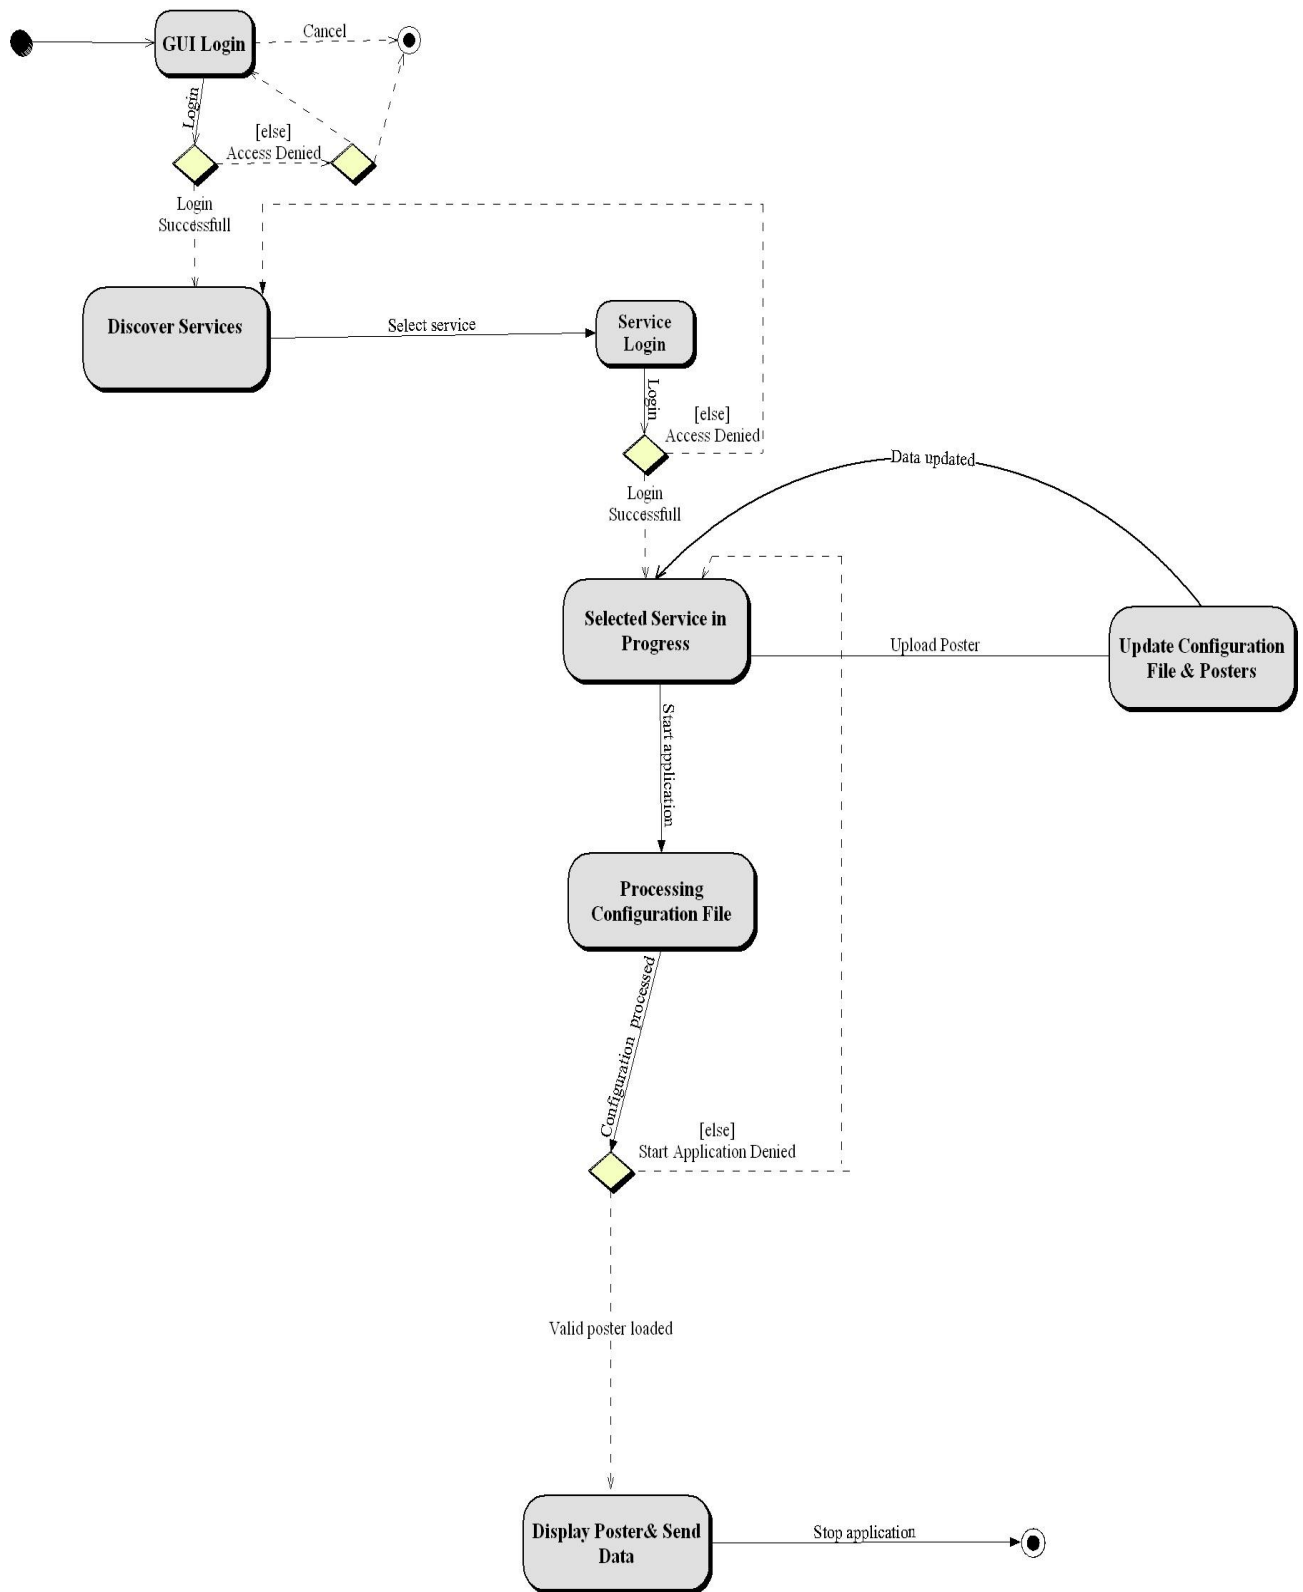 GUI Login
Cancel
Login
[else]
Access Denied
Login
Successfull
Discover Services
Select service
Service
Login
Login
[else]
Access Denied
Login
Successfull
Data updated
Selected Service in
Progress
Upload Poster
Update Configuration
File & Posters
Start application
Processing
Configuration File
Configuration processed
[else]
Start Application Denied
Valid poster loaded
Display Poster& Send
Data
Stop application